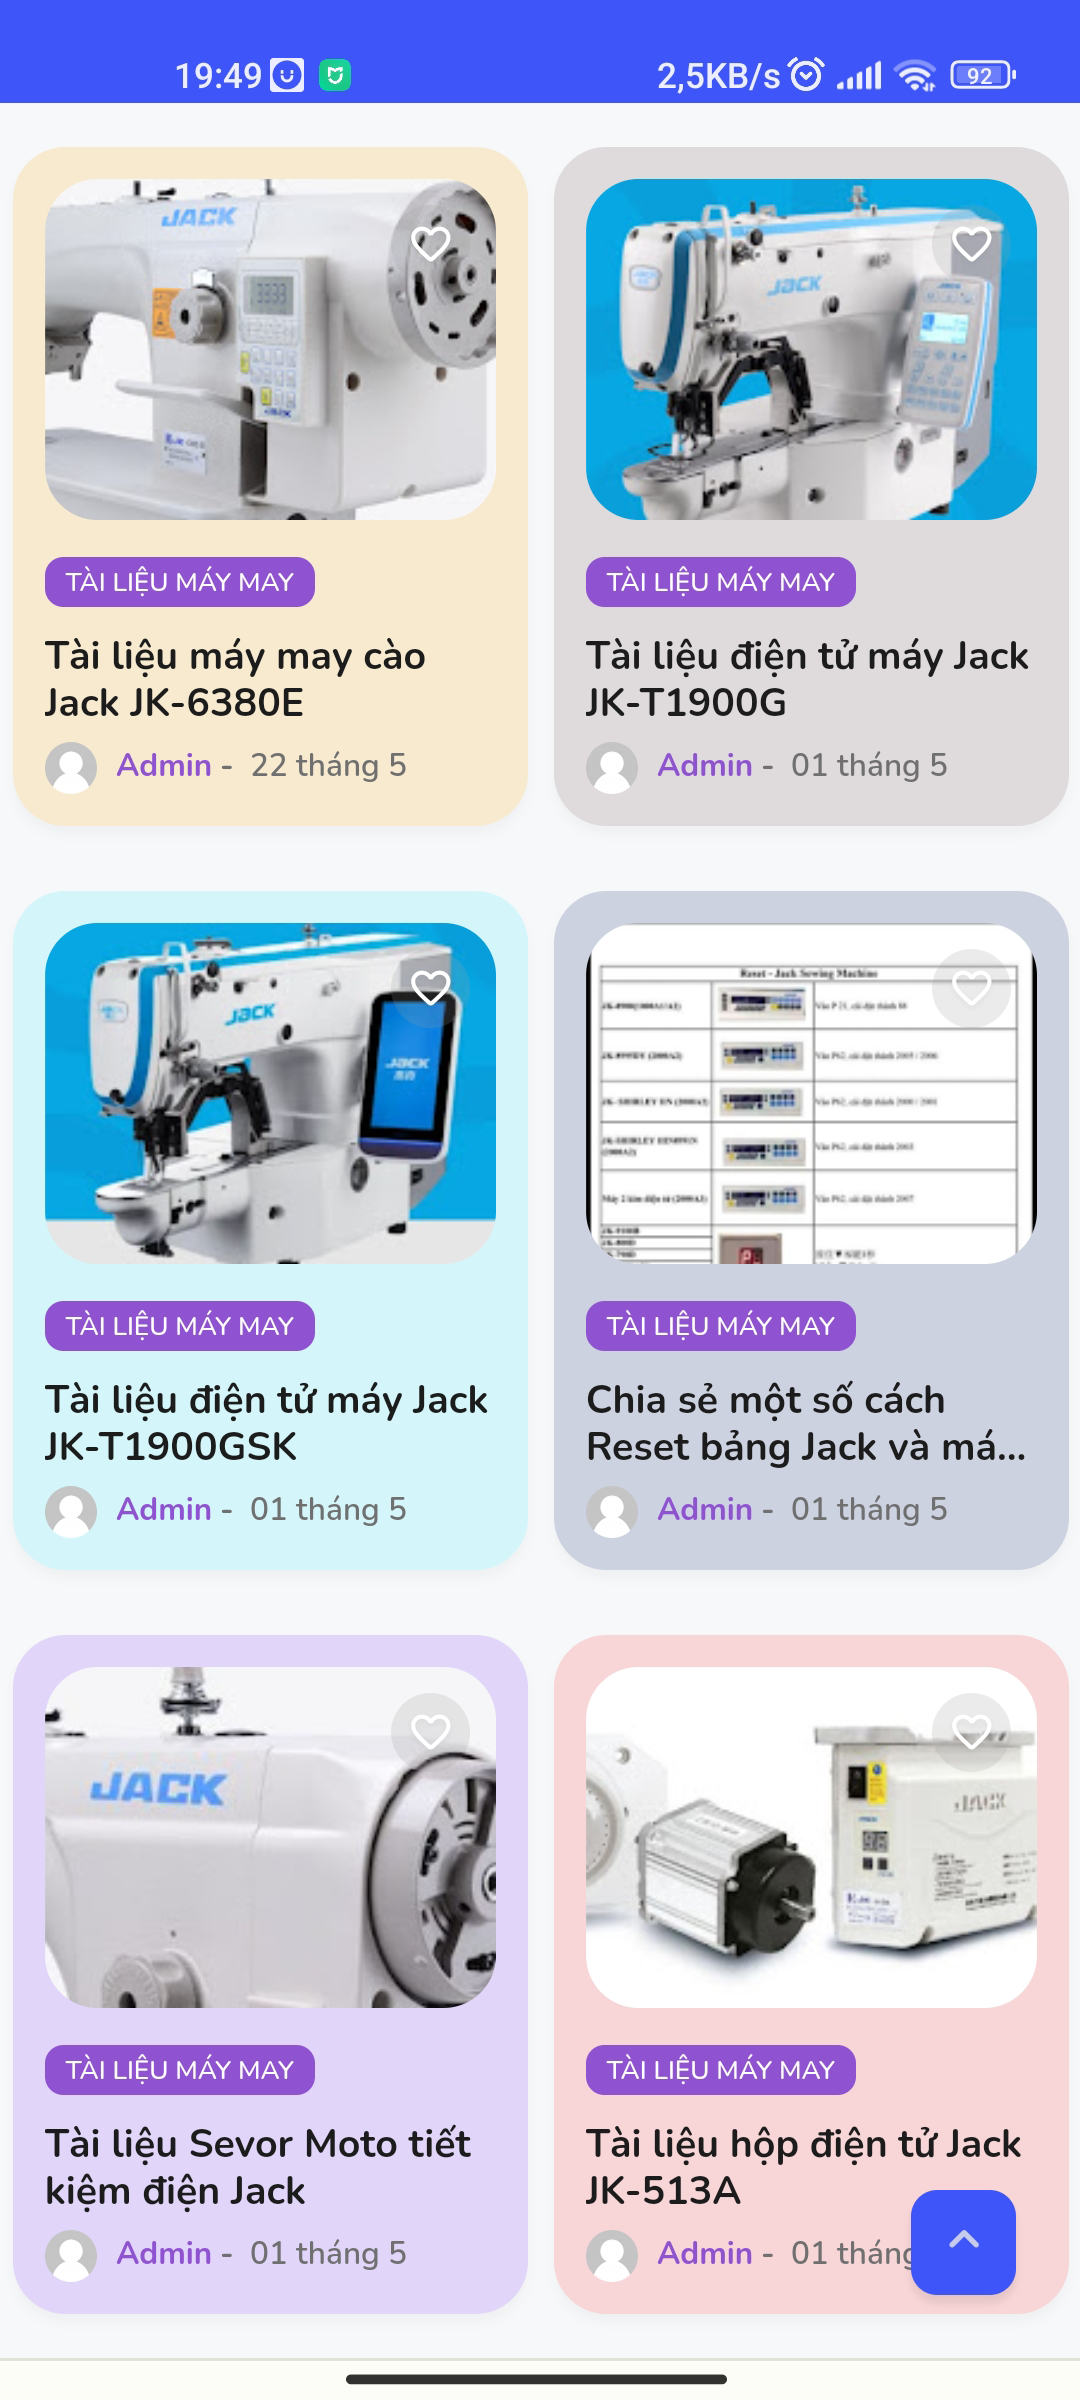 19:49
2,5KB/s
92
JACK
3333
JACK
TÀI LIỆU MÁY MAY
Tài liệu máy may cào
Jack JK-6380E
Admin - 22 tháng 5
JACK
TÀI LIỆU MÁY MAY
Tài liệu điện tử máy Jack
JK-T1900G
Admin - 01 tháng 5
JACK
JACK
TÀI LIỆU MÁY MAY
Tài liệu điện tử máy Jack
JK-T1900GSK
Admin - 01 tháng 5
Reset - Jack Sewing Machine
TÀI LIỆU MÁY MAY
Chia sẻ một số cách
Reset bảng Jack và má...
Admin - 01 tháng 5
JACK
TÀI LIỆU MÁY MAY
Tài liệu Sevor Moto tiết
kiệm điện Jack
Admin - 01 tháng 5
JACK
TÀI LIỆU MÁY MAY
Tài liệu hộp điện tử Jack
JK-513A
Admin - 01 tháng